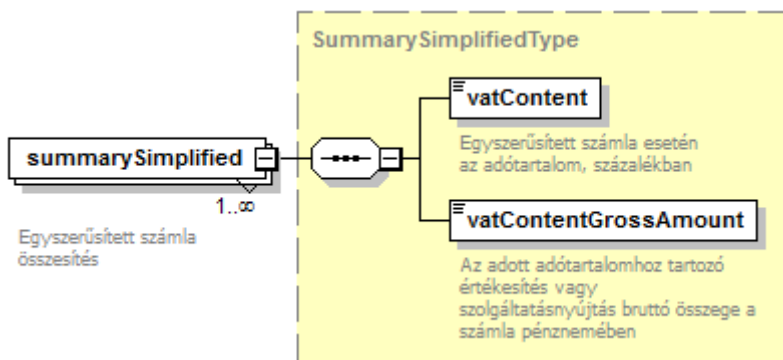 SummarySimplifiedType
vatContent
Egyszerűsített számla esetén
az adótartalom, százalékban
summarySimplified
1..∞
Egyszerűsített számla
összesítés
vatContentGrossAmount
Az adott adótartalomhoz tartozó
értékesítés vagy
szolgáltatásnyújtás bruttó összege a
számla pénznemében